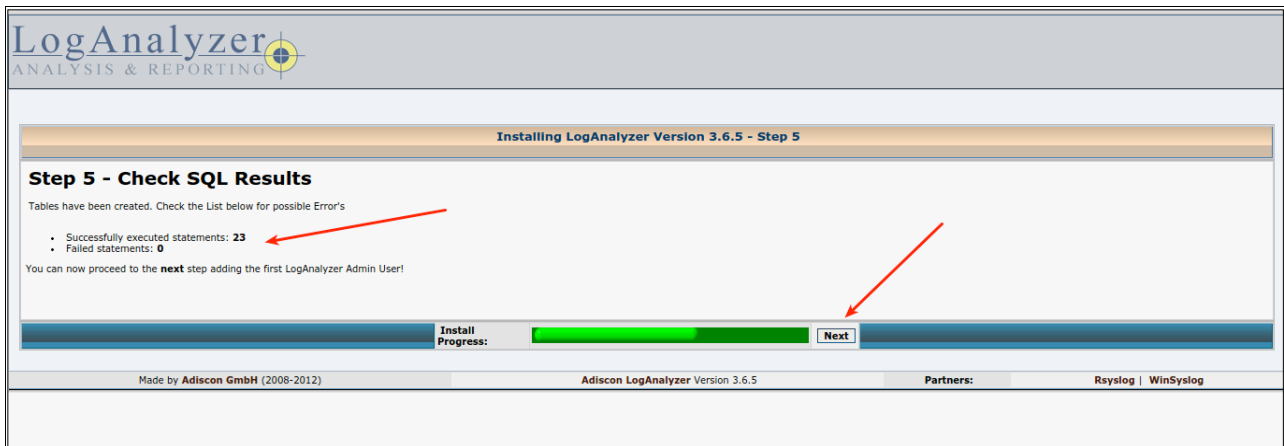 LogAnalyzer
ANALYSIS & REPORTING
Installing LogAnalyzer Version 3.6.5 - Step 5
Step 5 - Check SQL Results
Tables have been created. Check the List below for possible Error's
• Successfully executed statements: 23
• Failed statements: 0
You can now proceed to the next step adding the first LogAnalyzer Admin User!
Install
Progress:
Next
Made by Adiscon GmbH (2008-2012) Adiscon LogAnalyzer Version 3.6.5 Partners: Rsyslog | WinSyslog